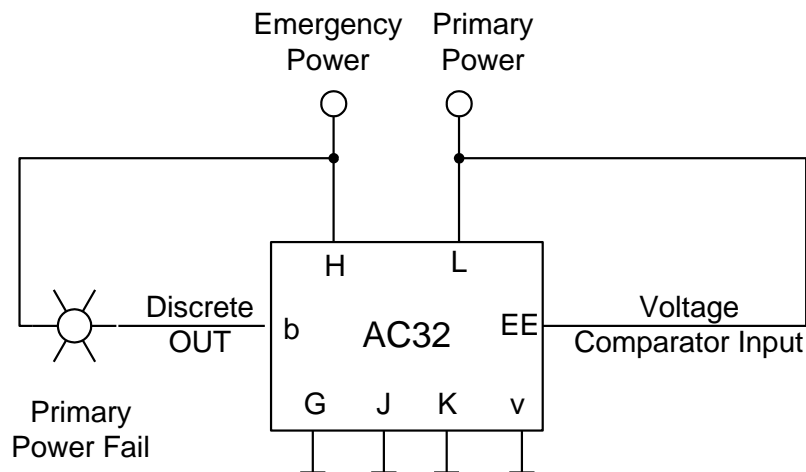 Emergency
Power
Primary
Power
H
L
Discrete
OUT
b
AC32
EE
Voltage
Comparator Input
G
J
K
v
Primary
Power Fail